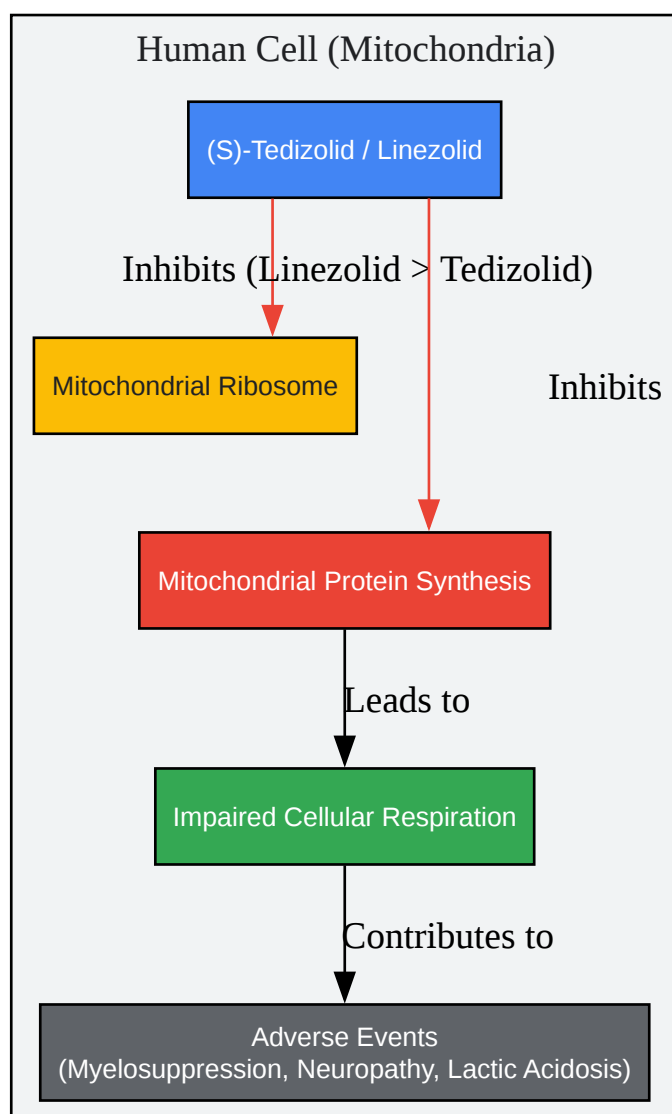 Human Cell (Mitochondria)
(S)-Tedizolid / Linezolid
Inhibits (Linezolid > Tedizolid)
Mitochondrial Ribosome
Inhibits
Mitochondrial Protein Synthesis
Leads to
Impaired Cellular Respiration
Contributes to
Adverse Events
(Myelosuppression, Neuropathy, Lactic Acidosis)